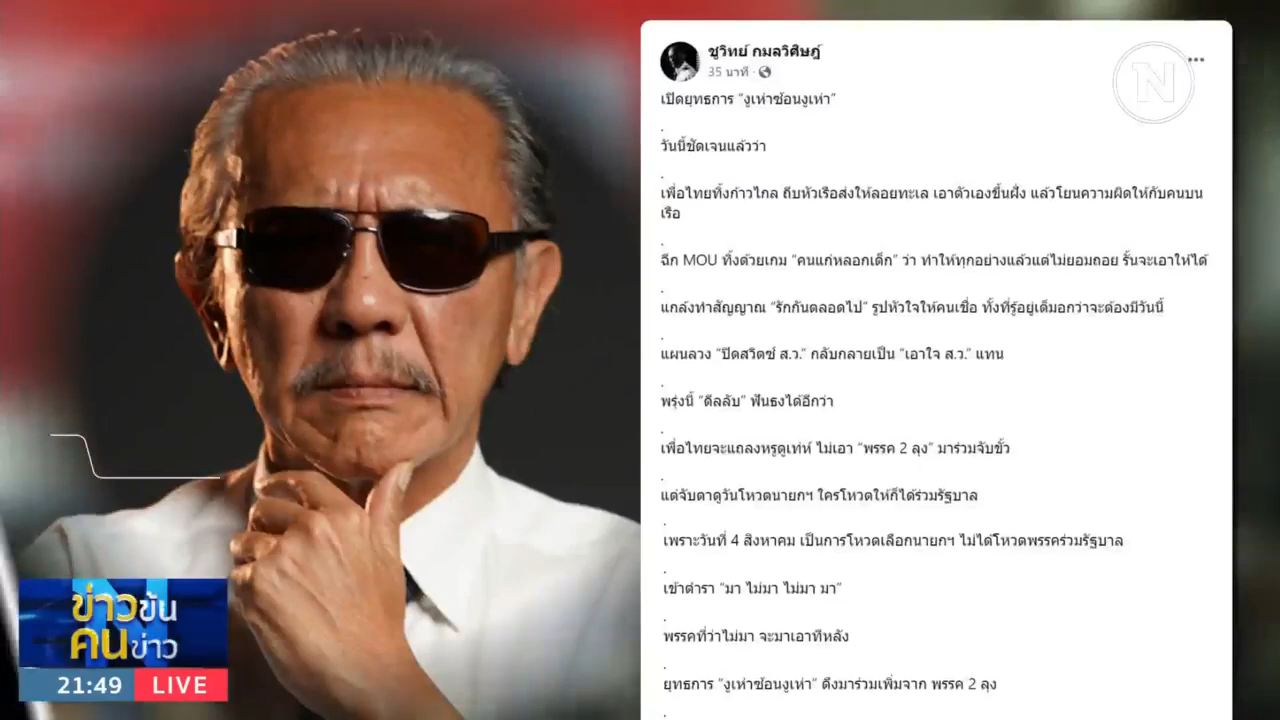 ชูวิทย์ กมลวิศิษฎ์
35 นาที ·
N
เปิดยุทธการ “งูเห่าซ้อนงูเห่า”
.
วันนี้ชัดเจนแล้วว่า
.
เพื่อไทยทิ้งก้าวไกล ถีบหัวเรือส่งให้ลอยทะเล เอาตัวเองขึ้นฝั่ง แล้วโยนความผิดให้กับคนบน
เรือ
.
ฉีก MOU ทิ้งด้วยเกม “คนแก่หลอกเด็ก” ว่า ทำให้ทุกอย่างแล้วแต่ไม่ยอมถอย รั้นจะเอาให้ได้
.
แกล้งทำสัญญาณ “รักกันตลอดไป” รูปหัวใจให้คนเชื่อ ทั้งที่รู้อยู่เต็มอกว่าจะต้องมีวันนี้
.
แผนลวง “ปิดสวิตซ์ ส.ว.” กลับกลายเป็น “เอาใจ ส.ว.” แทน
.
พรุ่งนี้ “ดีลลับ” ฟันธงได้อีกว่า
.
เพื่อไทยจะแถลงหรูดูเท่ห์ ไม่เอา “พรรค 2 ลุง” มาร่วมจับขั้ว
.
แต่จับตาดูวันโหวตนายกฯ ใครโหวตให้ก็ได้ร่วมรัฐบาล
.
เพราะวันที่ 4 สิงหาคม เป็นการโหวตเลือกนายกฯ ไม่ได้โหวตพรรคร่วมรัฐบาล
.
เข้าตำรา “มา ไม่มา ไม่มา มา”
.
พรรคที่ว่าไม่มา จะมาเอาทีหลัง
.
ยุทธการ “งูเห่าซ้อนงูเห่า” ดึงมาร่วมเพิ่มจาก พรรค 2 ลุง
.
ข่าวข้น
คนข่าว
21:49 LIVE